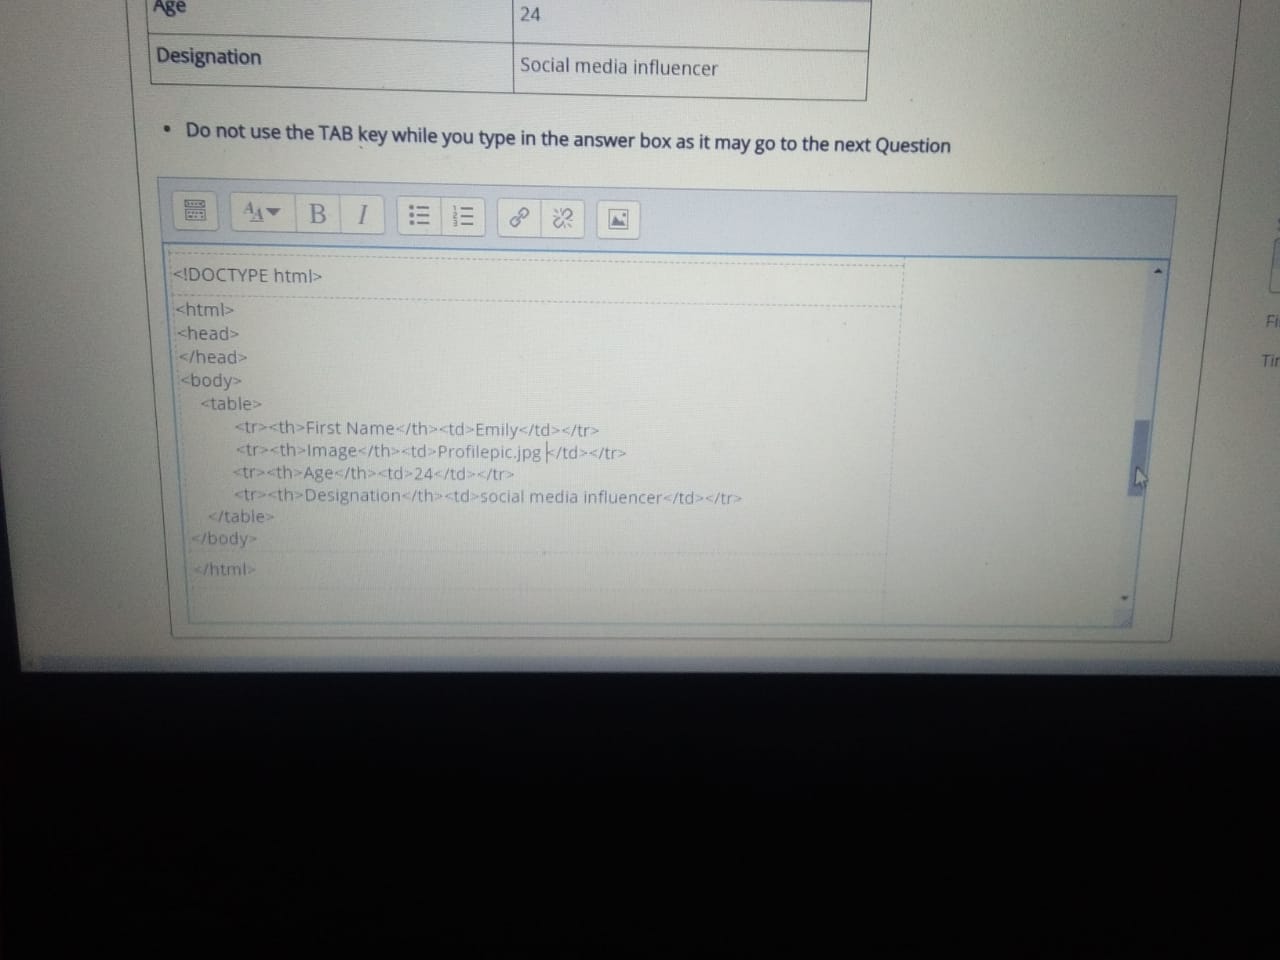 Age 24
Designation Social media influencer
• Do not use the TAB key while you type in the answer box as it may go to the next Question
AA B I
<!DOCTYPE html>
<html>
<head>
</head>
<body>
<table>
<tr><th>First Name</th><td>Emily</td></tr>
<tr><th>Image</th><td>Profilepic.jpg </td></tr>
<tr><th>Age</th><td>24</td></tr>
<tr><th>Designation</th><td>social media influencer</td></tr>
</table>
</body>
</html>